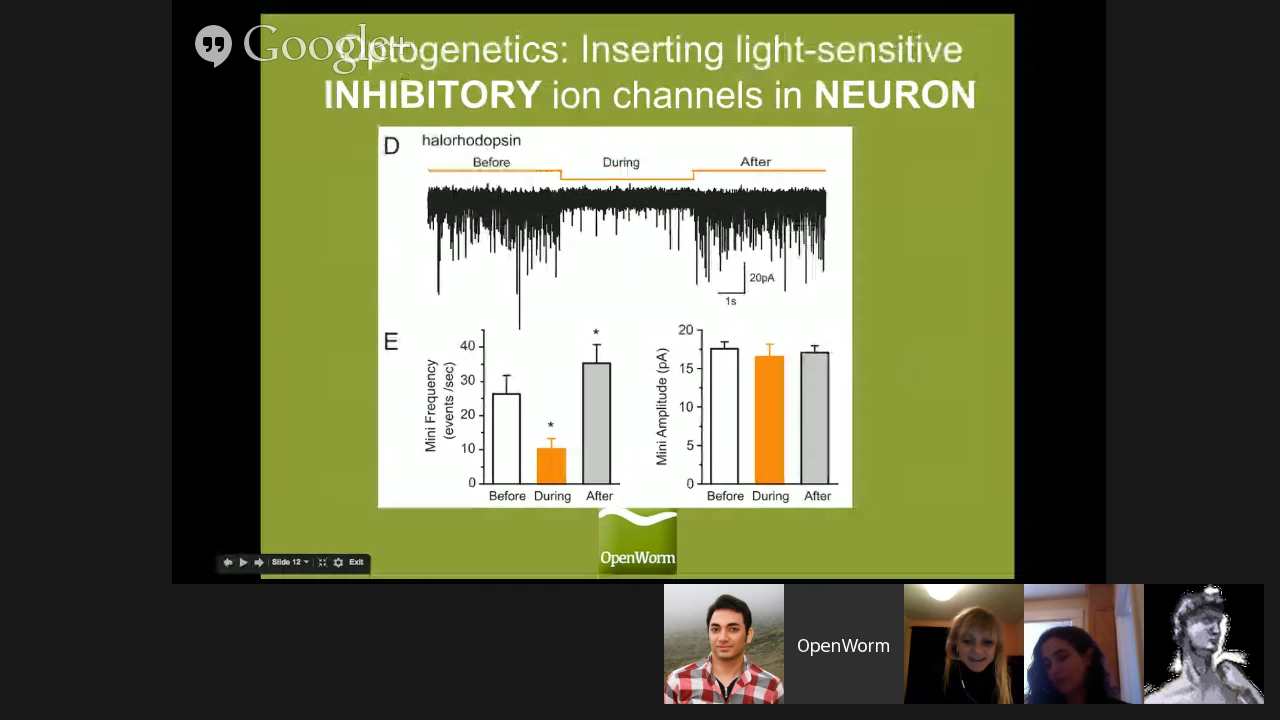 Google+
Optogenetics: Inserting light-sensitive
INHIBITORY ion channels in NEURON
D
halorhodopsin
Before During After
20pA
1s
E
Mini Frequency
(events /sec)
40
30
20
10
0
Before During After
*
*
Mini Amplitude (pA)
20
15
10
5
0
Before During After
OpenWorm
Slide 12
Exit
OpenWorm